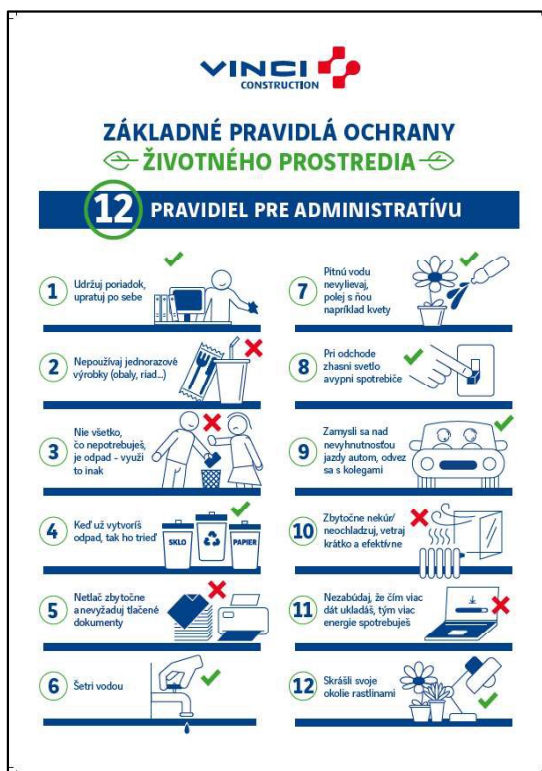 VINCI
CONSTRUCTION
ZÁKLADNÉ PRAVIDLÁ OCHRANY
ŽIVOTNÉHO PROSTREDIA
12 PRAVIDIEL PRE ADMINISTRATÍVU
1
Udržuj poriadok,
upratuj po sebe
2
Nepoužívaj jednorazové
výrobky (obaly, riad...)
3
Nie všetko,
čo nepotrebuješ,
je odpad - využi
to inak
4
Keď už vytvoríš
odpad, tak ho trieď
SKLO
PAPIER
5
Netlač zbytočne
a nevyžaduj tlačené
dokumenty
6
Šetri vodou
7
Pitnú vodu
nevylievaj,
polej s ňou
napríklad kvety
8
Pri odchode
zhasni svetlo
avypni spotrebiče
9
Zamysli sa nad
nevyhnutnosťou
jazdy autom, odvez
sa s kolegami
10
Zbytočne nekúr/
neochladzuj, vetraj
krátko a efektívne
11
Nezabúdaj, že čím viac
dát ukladáš, tým viac
energie spotrebuješ
12
Skrášli svoje
okolie rastlinami